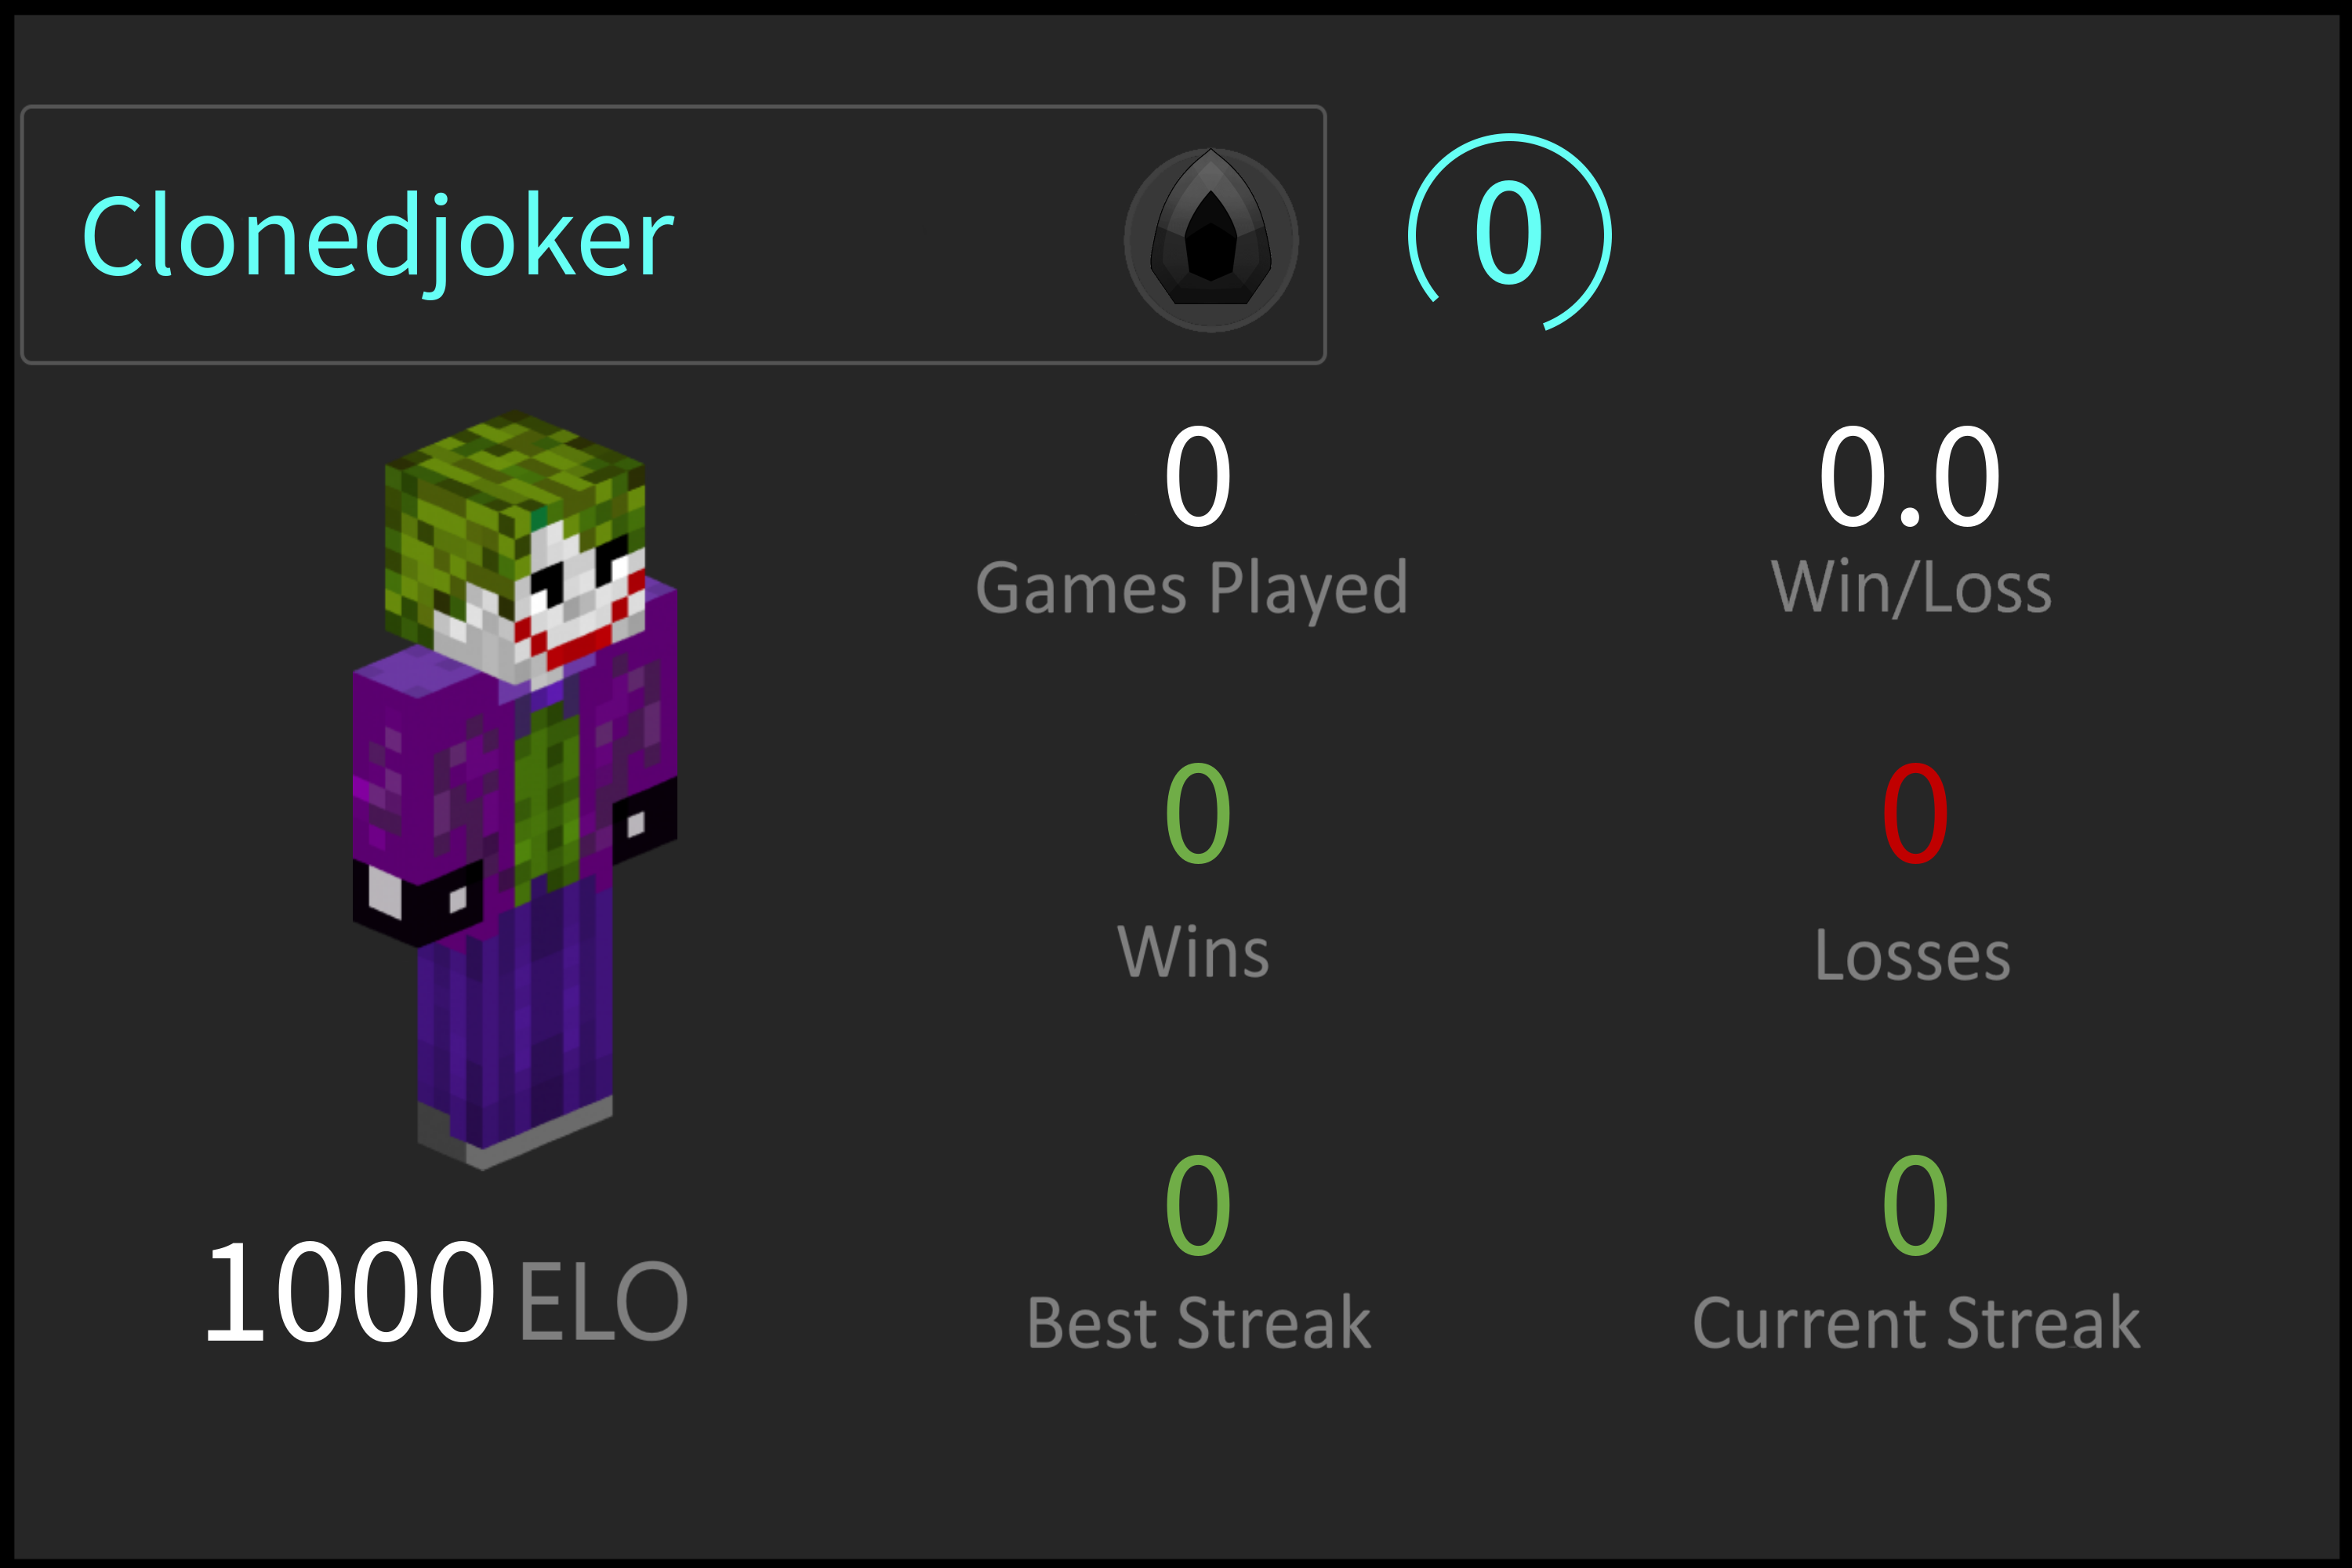 Clonedjoker
0
0 0.0
Games Played Win/Loss
0 0
Wins Losses
0 0
1000 ELO
Best Streak Current Streak